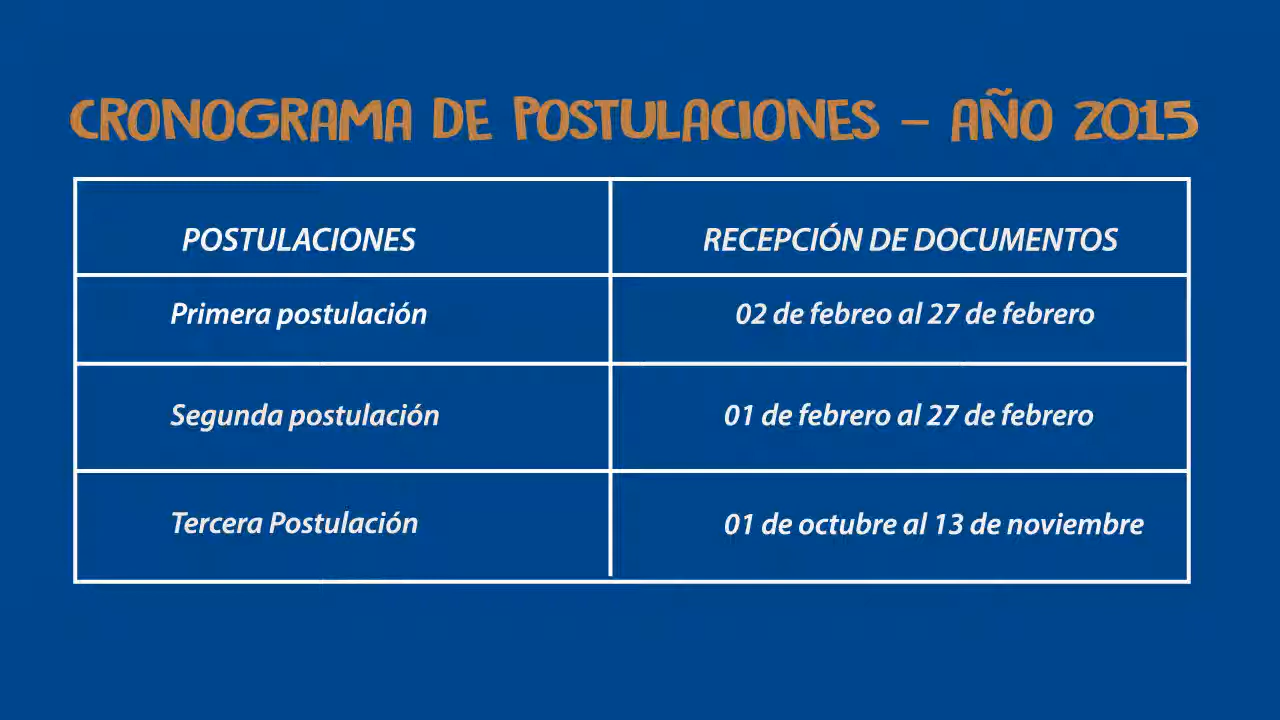 CRONOGRAMA DE POSTULACIONES – AÑO 2015
POSTULACIONES
RECEPCIÓN DE DOCUMENTOS
Primera postulación
02 de febreo al 27 de febrero
Segunda postulación
01 de febrero al 27 de febrero
Tercera Postulación
01 de octubre al 13 de noviembre